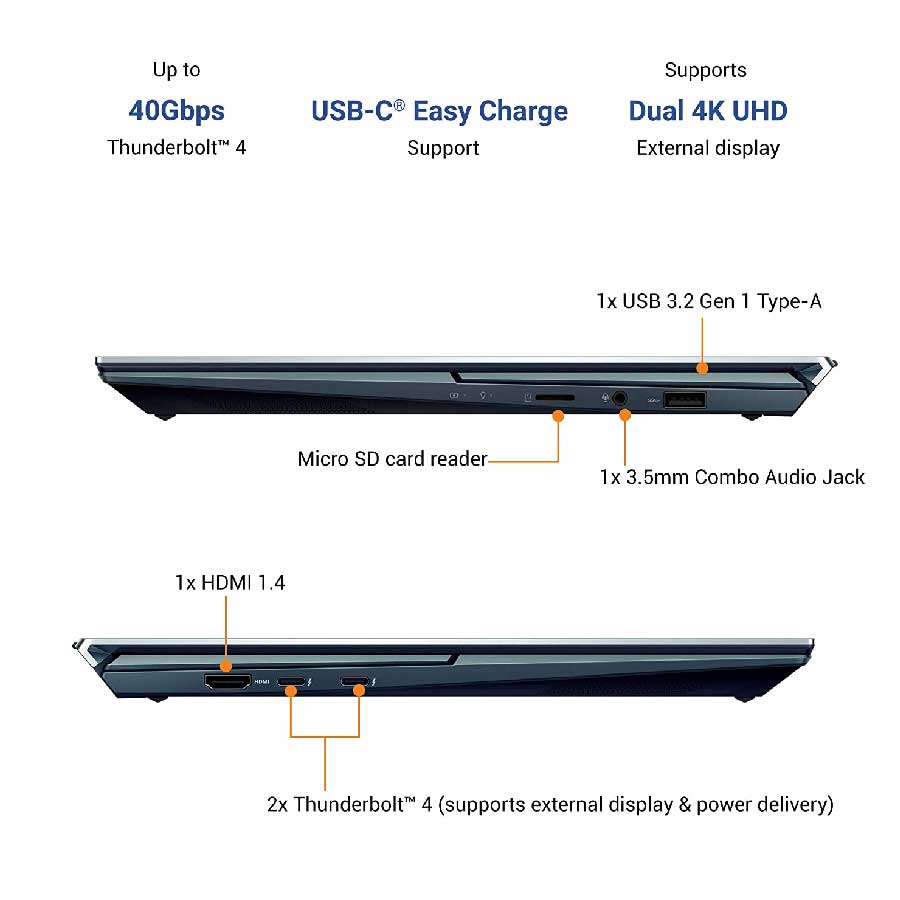 Up to
40Gbps
Thunderbolt™ 4
USB-C® Easy Charge
Support
Supports
Dual 4K UHD
External display
1x USB 3.2 Gen 1 Type-A
Micro SD card reader
1x 3.5mm Combo Audio Jack
1x HDMI 1.4
HDMI
2x Thunderbolt™ 4 (supports external display & power delivery)